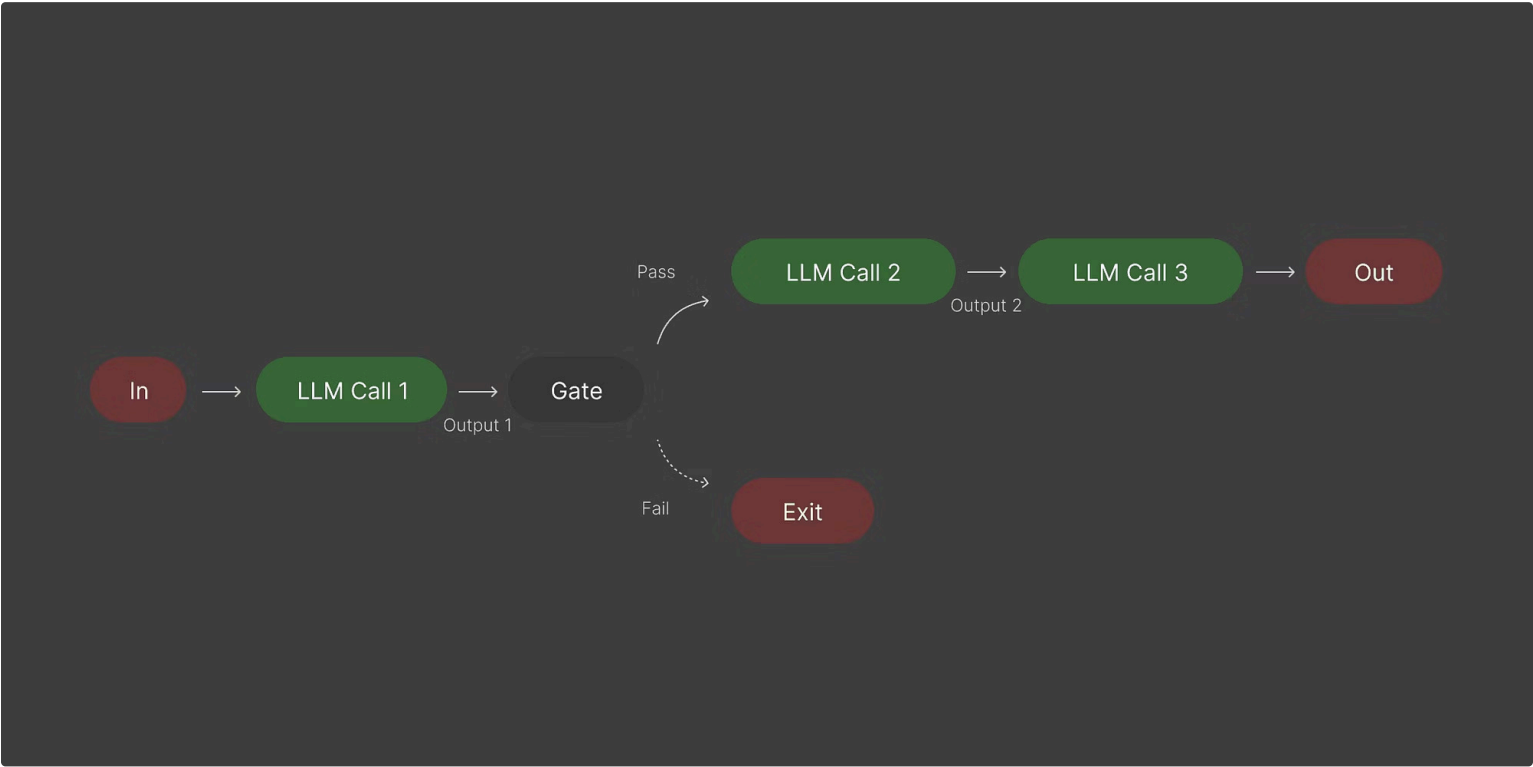 In
LLM Call 1
Output 1
Gate
Pass
LLM Call 2
Output 2
LLM Call 3
Out
Fail
Exit